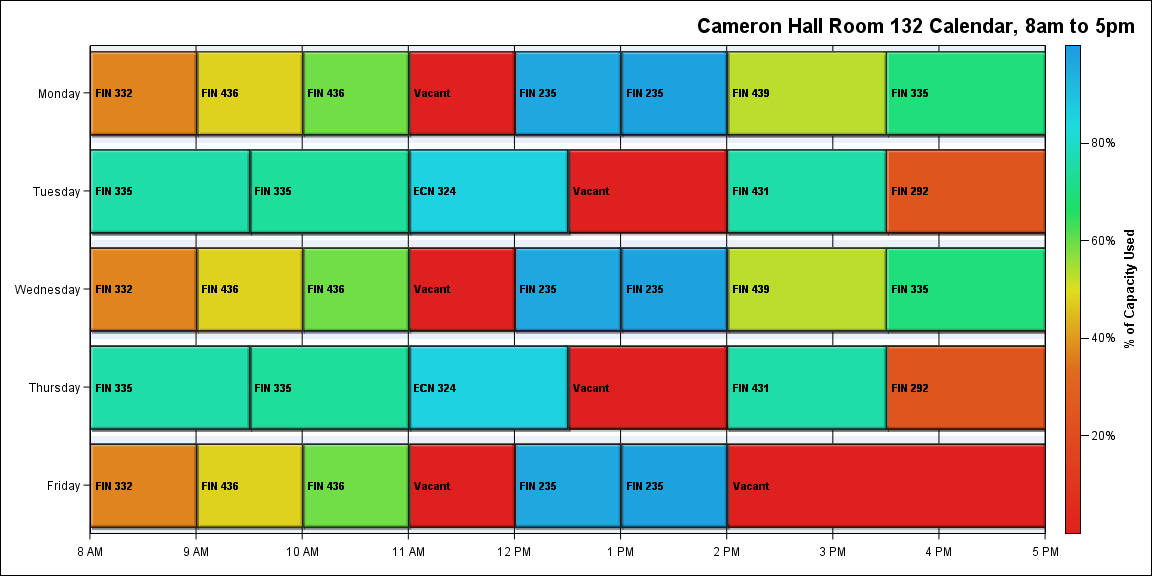 Cameron Hall Room 132 Calendar, 8am to 5pm
Monday FIN 332 FIN 436 FIN 436 Vacant FIN 235 FIN 235 FIN 439 FIN 335
Tuesday FIN 335 FIN 335 ECN 324 Vacant FIN 431 FIN 292
Wednesday FIN 332 FIN 436 FIN 436 Vacant FIN 235 FIN 235 FIN 439 FIN 335
Thursday FIN 335 FIN 335 ECN 324 Vacant FIN 431 FIN 292
Friday FIN 332 FIN 436 FIN 436 Vacant FIN 235 FIN 235 Vacant
8 AM 9 AM 10 AM 11 AM 12 PM 1 PM 2 PM 3 PM 4 PM 5 PM
80%
60%
40%
20%
% of Capacity Used